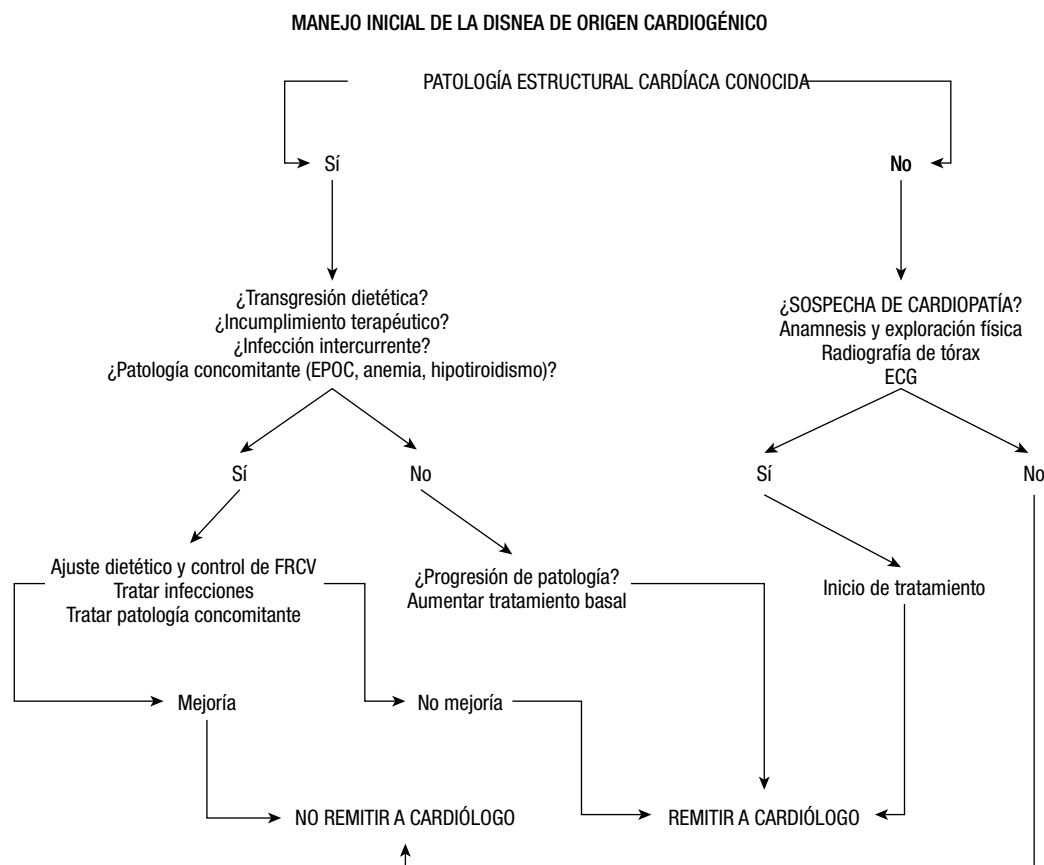 MANEJO INICIAL DE LA DISNEA DE ORIGEN CARDIOGÉNICO
PATOLOGÍA ESTRUCTURAL CARDÍACA CONOCIDA
Sí
No
¿Transgresión dietética?
¿Incumplimiento terapéutico?
¿Infección intercurrente?
¿Patología concomitante (EPOC, anemia, hipotiroidismo)?
¿SOSPECHA DE CARDIOPATÍA?
Anamnesis y exploración física
Radiografía de tórax
ECG
Sí
No
Sí
No
Ajuste dietético y control de FRCV
Tratar infecciones
Tratar patología concomitante
¿Progresión de patología?
Aumentar tratamiento basal
Inicio de tratamiento
Mejoría
No mejoría
NO REMITIR A CARDIÓLOGO
REMITIR A CARDIÓLOGO